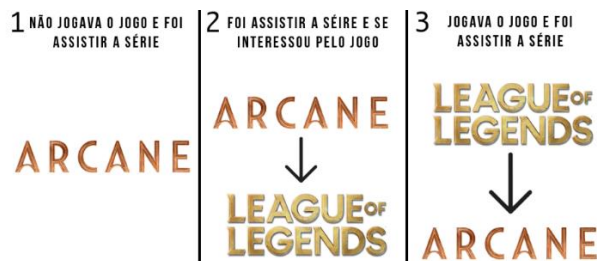 1 NÃO JOGAVA O JOGO E FOI
ASSISTIR A SÉRIE
ARCANE
2 FOI ASSISTIR A SÉIRE E SE
INTERESSOU PELO JOGO
ARCANE
LEAGUE OF
LEGENDS
3 JOGAVA O JOGO E FOI
ASSISTIR A SÉRIE
LEAGUE OF
LEGENDS
ARCANE